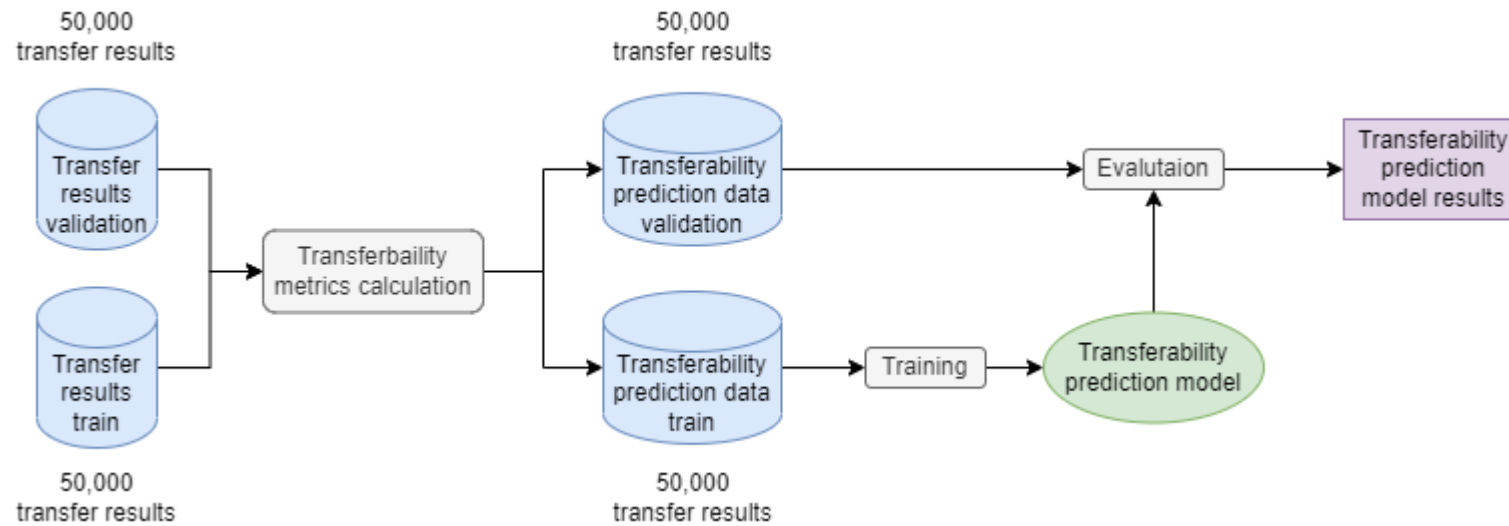 50,000
transfer results
50,000
transfer results
Transfer
results
validation
Transferability
prediction data
validation
Evalutaion
Transferability
prediction
model results
Transferbaility
metrics calculation
Transfer
results
train
Transferability
prediction data
train
Training
Transferability
prediction model
50,000
transfer results
50,000
transfer results